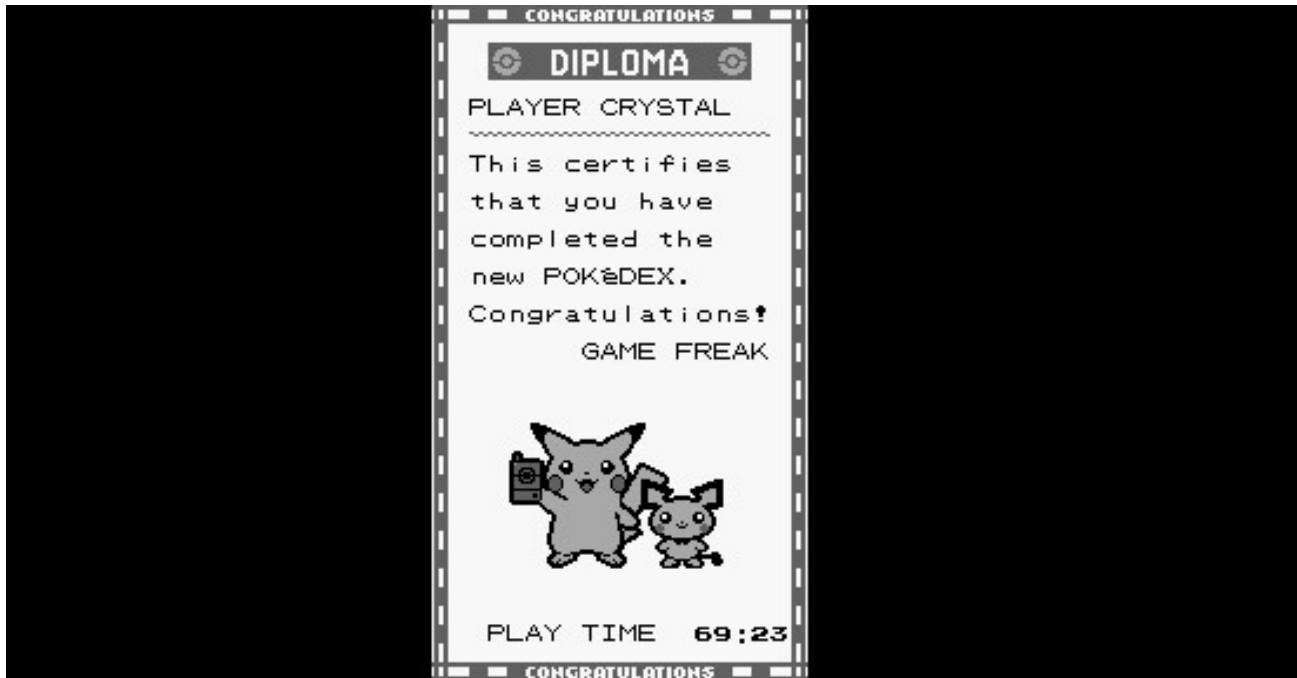 CONGRATULATIONS
DIPLOMA
PLAYER CRYSTAL
This certifies
that you have
completed the
new POKéDEX.
Congratulations!
GAME FREAK
PLAY TIME 69:23
CONGRATULATIONS